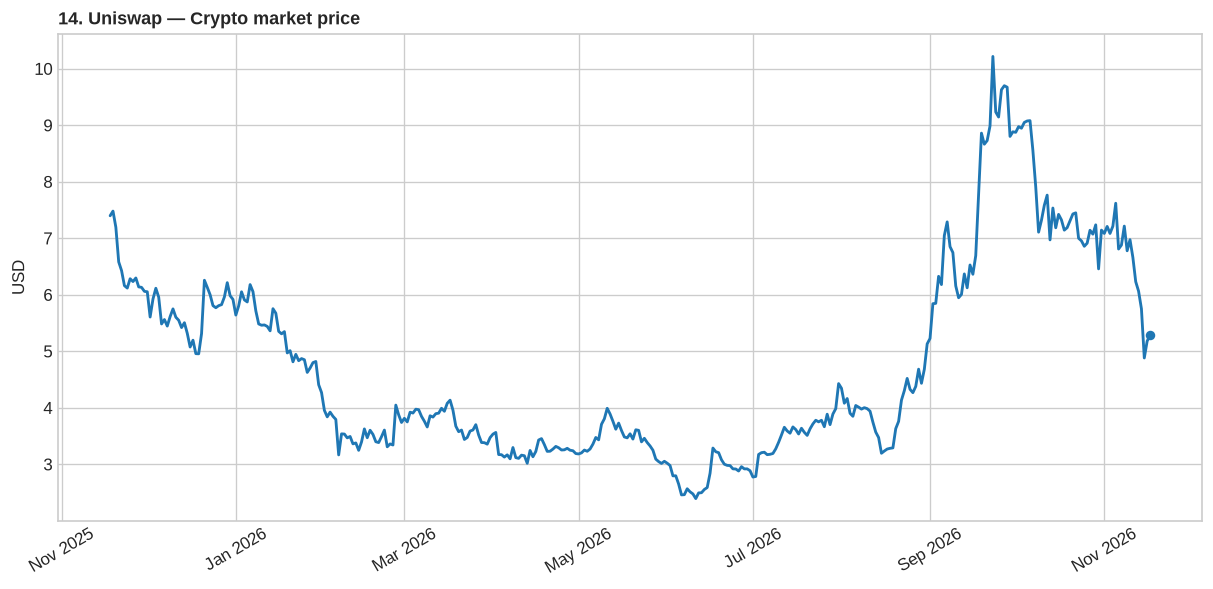 14. Uniswap — Crypto market price
USD
10
9
8
7
6
5
4
3
Nov 2025
Jan 2026
Mar 2026
May 2026
Jul 2026
Sep 2026
Nov 2026